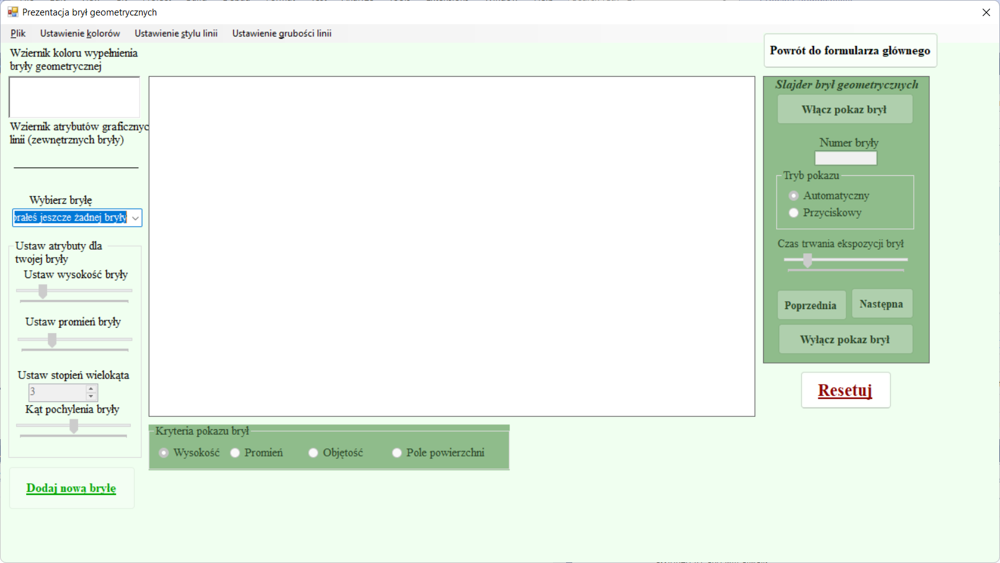 Prezentacja brył geometrycznych
Plik Ustawienie kolorów Ustawienie stylu linii Ustawienie grubości linii
Wziernik koloru wypełnienia
bryły geometrycznej
Wziernik atrybutów graficznyc
linii (zewnętrznych bryły)
Wybierz bryłę
brałeś jeszcze żadnej bryły
Ustaw atrybuty dla
twojej bryły
Ustaw wysokość bryły
Ustaw promień bryły
Ustaw stopień wielokąta
3
Kąt pochylenia bryły
Dodaj nową bryłę
Kryteria pokazu brył
Wysokość Promień Objętość Pole powierzchni
Powrót do formularza głównego
Slajder brył geometrycznych
Włącz pokaz brył
Numer bryły
Tryb pokazu
Automatyczny
Przyciskowy
Czas trwania ekspozycji brył
Poprzednia Następna
Wyłącz pokaz brył
Resetuj